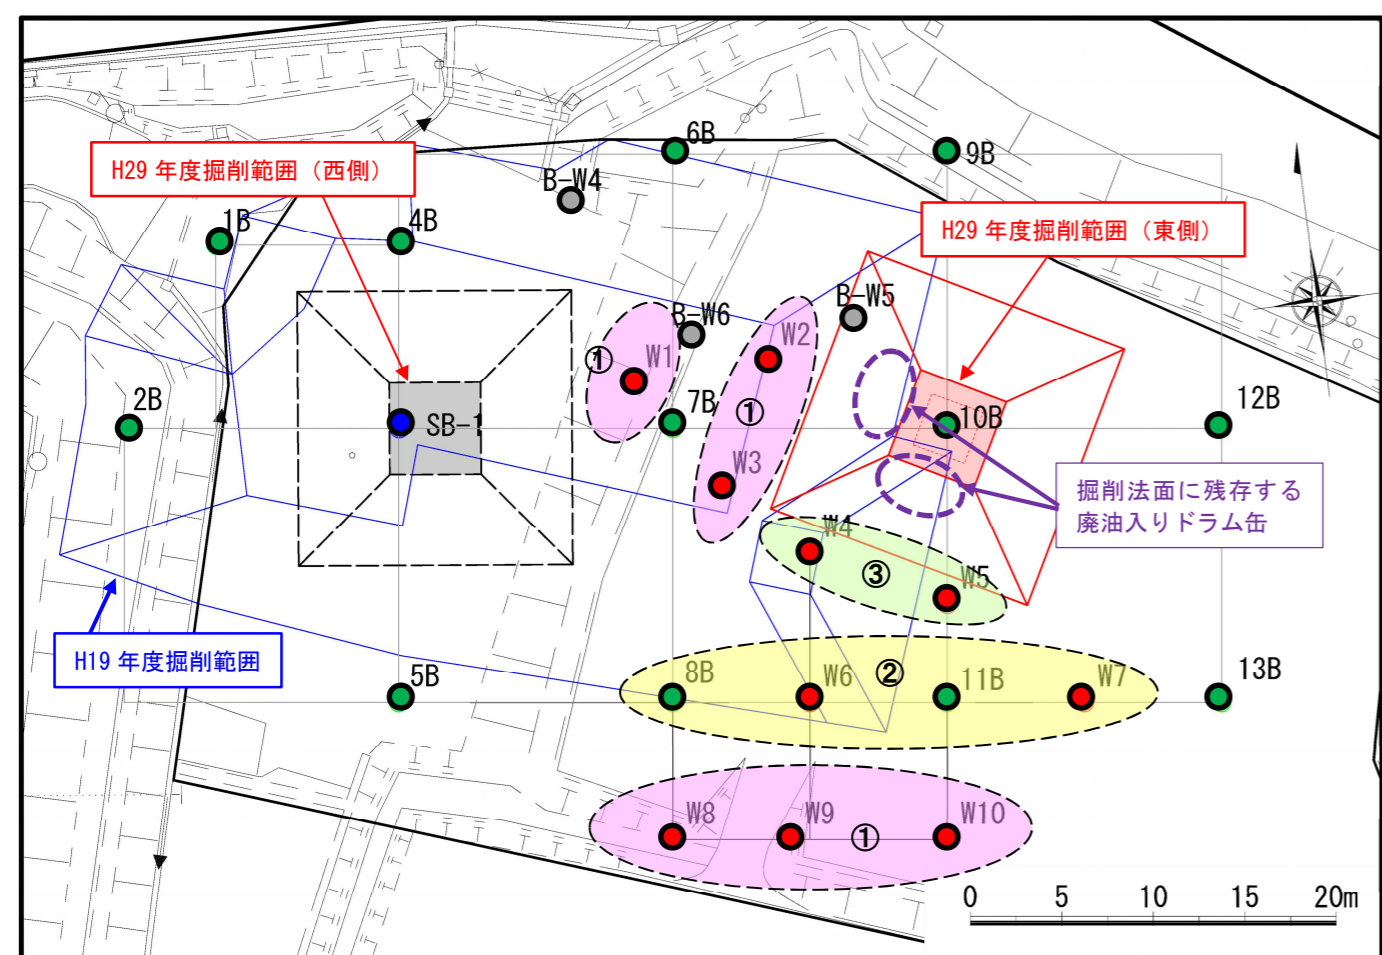 6B
9B
H29 年度掘削範囲（西側）
B-W4
1B
4B
H29 年度掘削範囲（東側）
B-W5
B-W6
W2
①
W1
2B
7B
①
10B
12B
SB-1
W3
掘削法面に残存する
廃油入りドラム缶
W4
③
W5
H19 年度掘削範囲
5B
8B
W6
②
11B
W7
13B
W8
W9
①
W10
0 5 10 15 20m